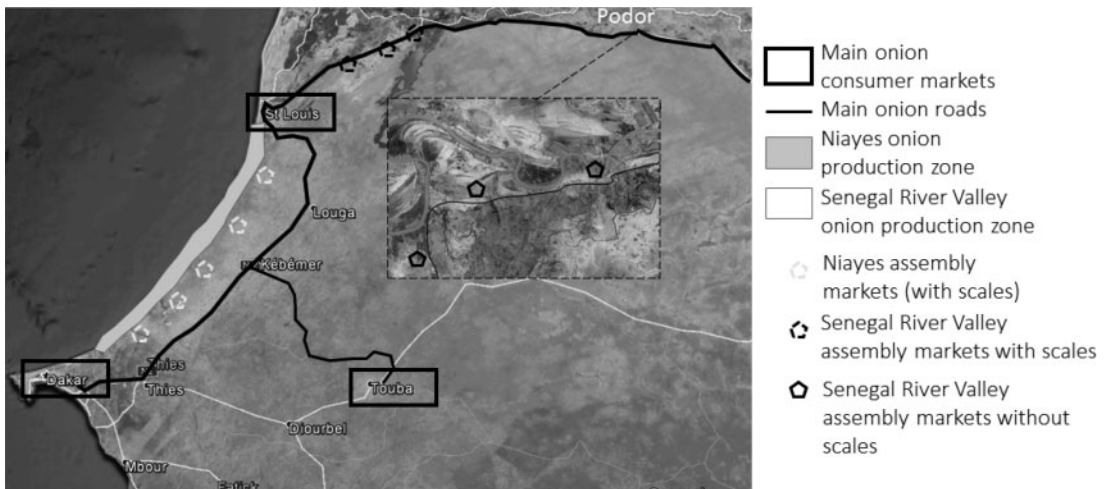 Podor
St Louis
Louga
Kébémer
Thies
Dakar
Thies
Touba
Diourbel
Mbour
Fatick
Main onion
consumer markets
Main onion roads
Niayes onion
production zone
Senegal River Valley
onion production zone
Niayes assembly
markets (with scales)
Senegal River Valley
assembly markets with scales
Senegal River Valley
assembly markets without
scales